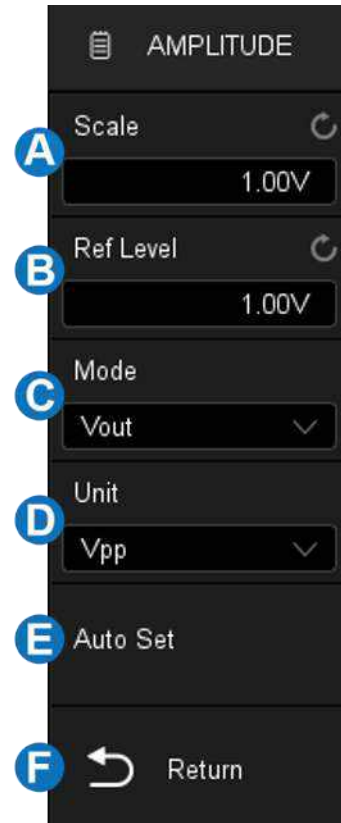 AMPLITUDE
A
Scale
1.00V
B
Ref Level
1.00V
C
Mode
Vout
D
Unit
Vpp
E
Auto Set
F
Return